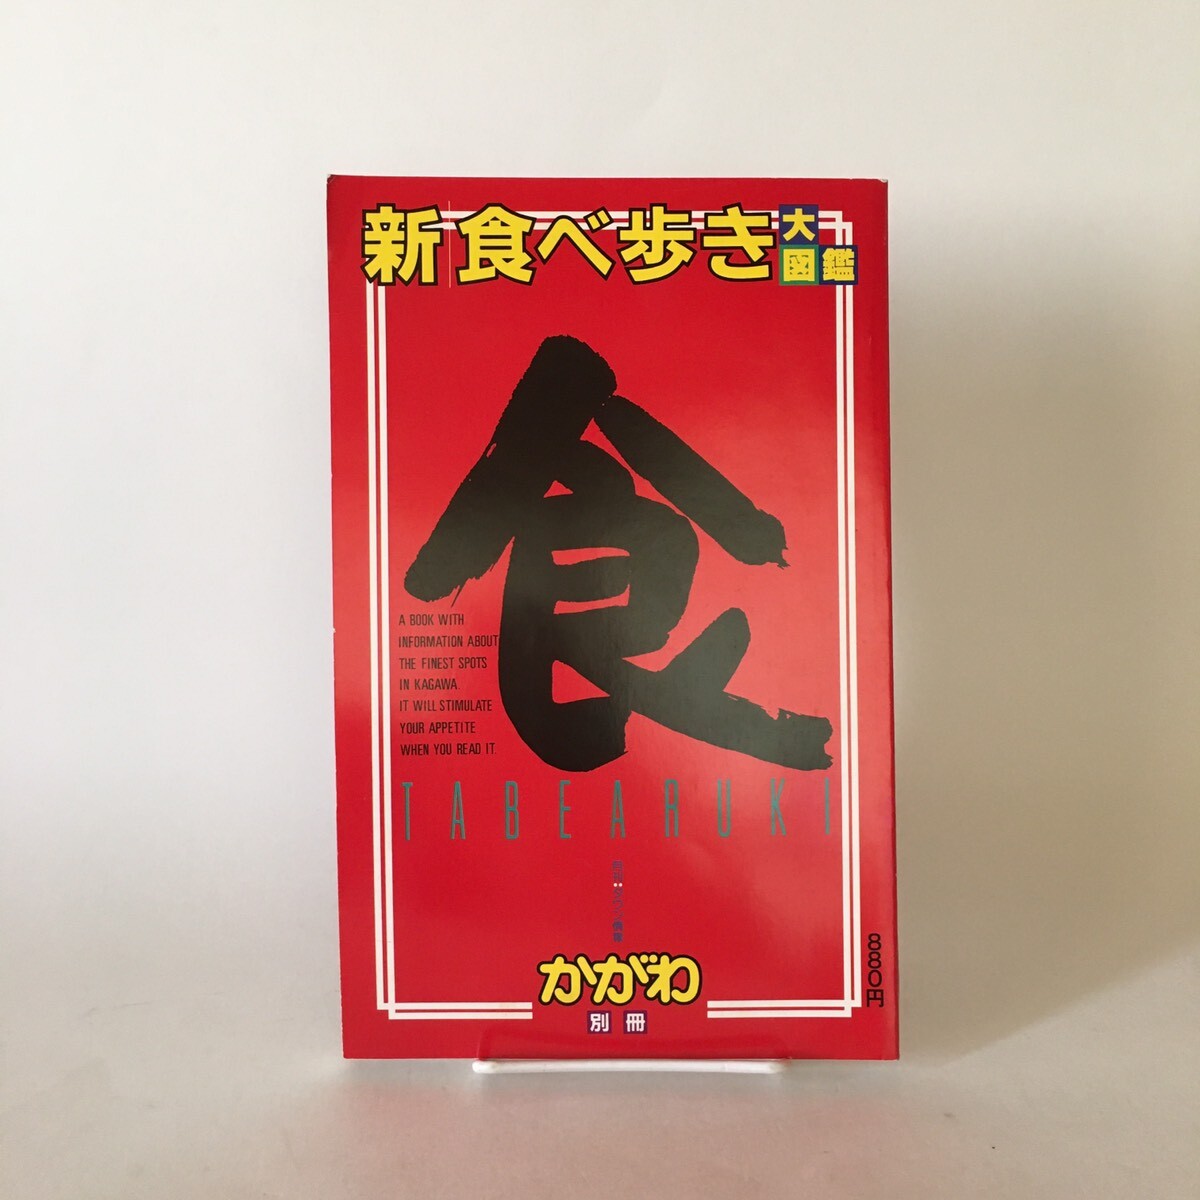 新 食べ歩き大図鑑
食
A BOOK WITH
INFORMATION ABOUT
THE FINEST SPOTS
IN KAGAWA.
IT WILL STIMULATE
YOUR APPETITE
WHEN YOU READ IT.
TABEARUKI
かがわ
別冊
880円